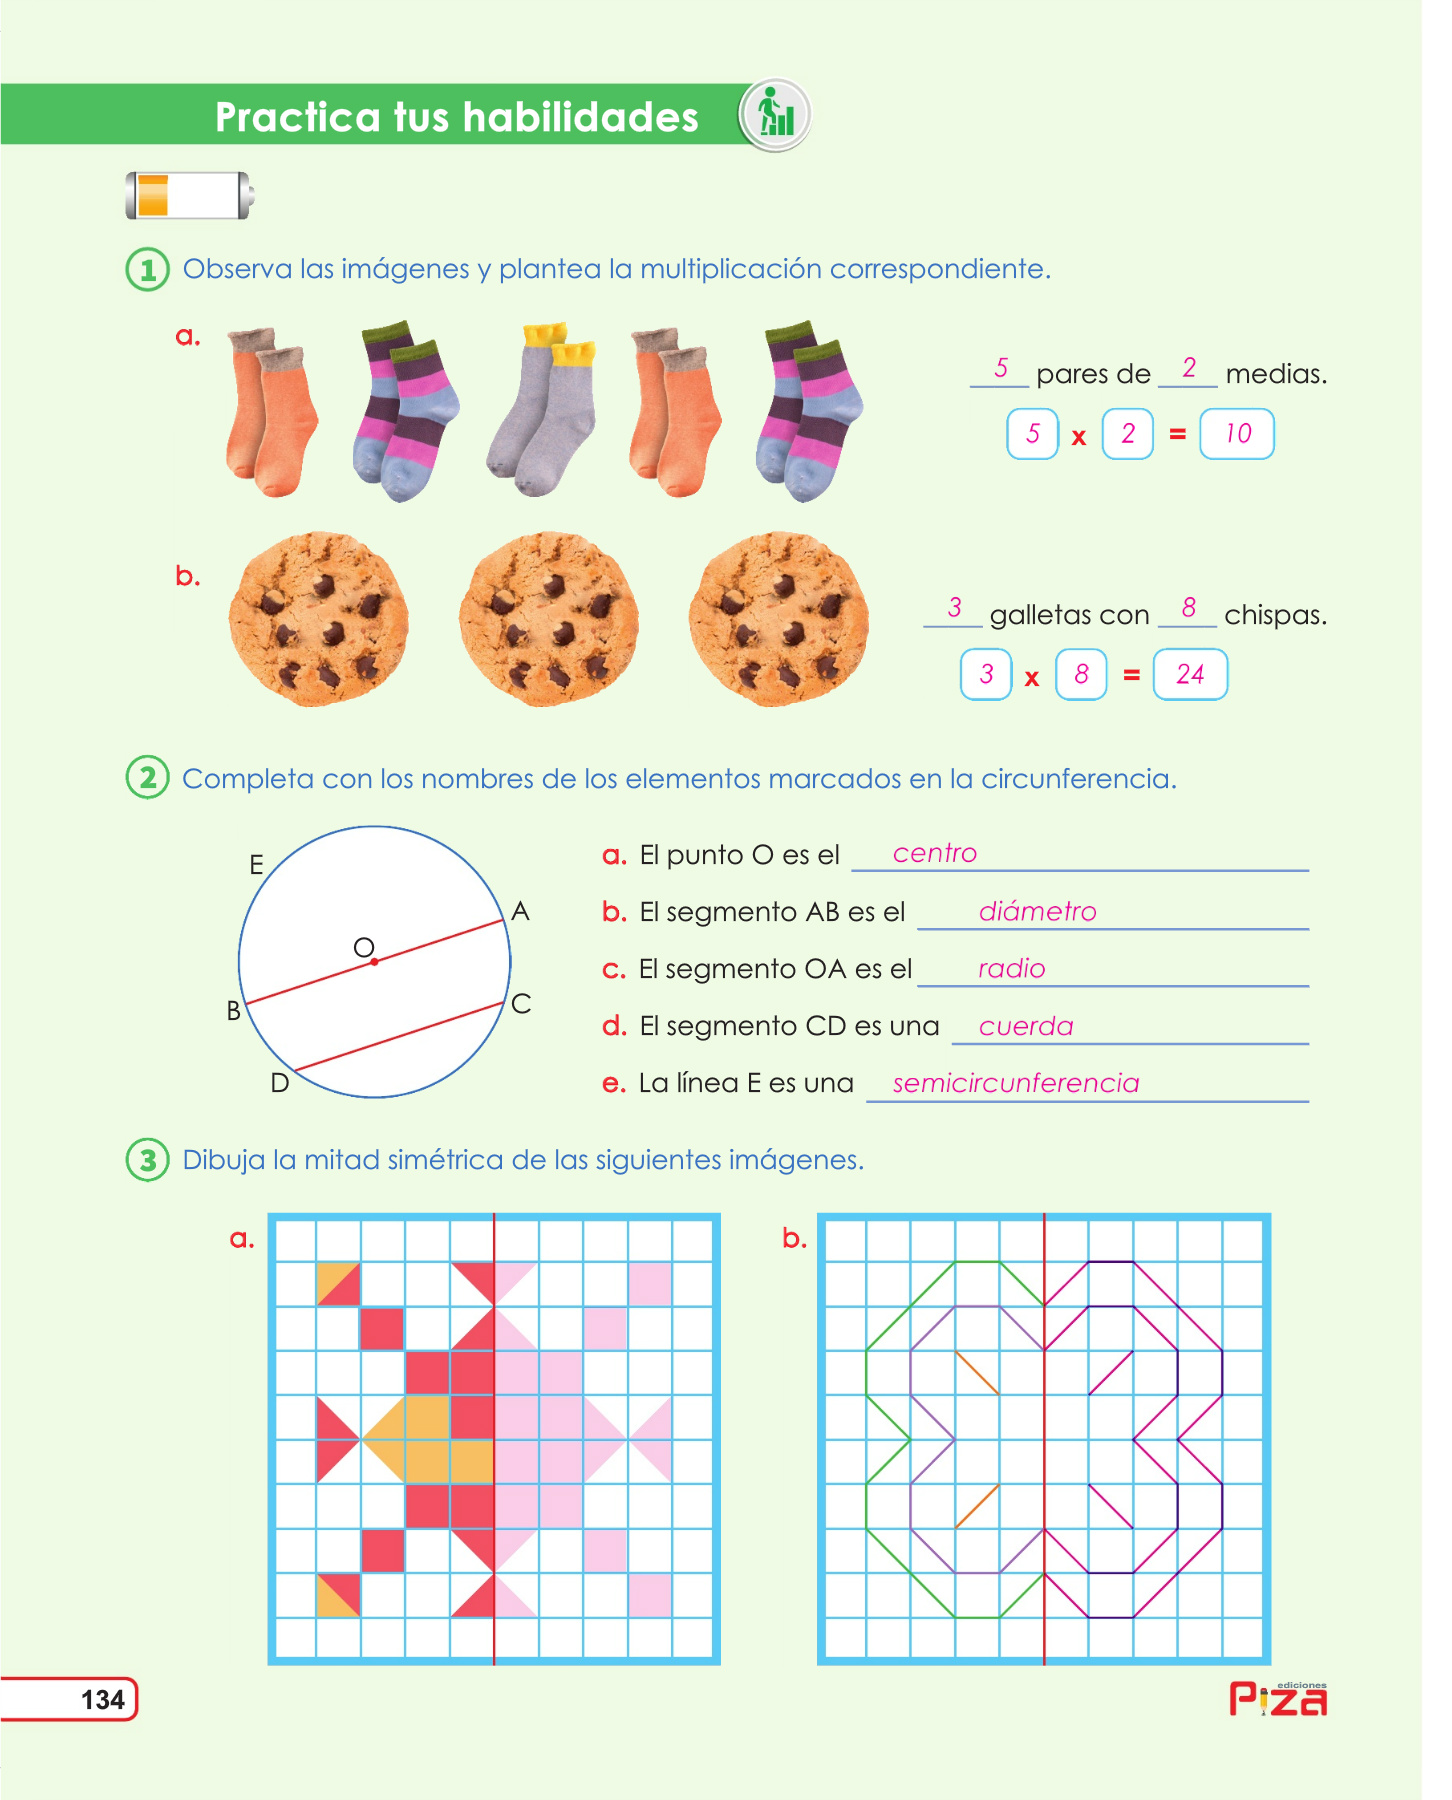 Practica tus habilidades
1 Observa las imágenes y plantea la multiplicación correspondiente.
a.
5 pares de 2 medias.
5 x 2 = 10
b.
3 galletas con 8 chispas.
3 x 8 = 24
2 Completa con los nombres de los elementos marcados en la circunferencia.
E
A
O
B
C
D
a. El punto O es el centro
b. El segmento AB es el diámetro
c. El segmento OA es el radio
d. El segmento CD es una cuerda
e. La línea E es una semicircunferencia
3 Dibuja la mitad simétrica de las siguientes imágenes.
a.
b.
134
ediciones
Piza